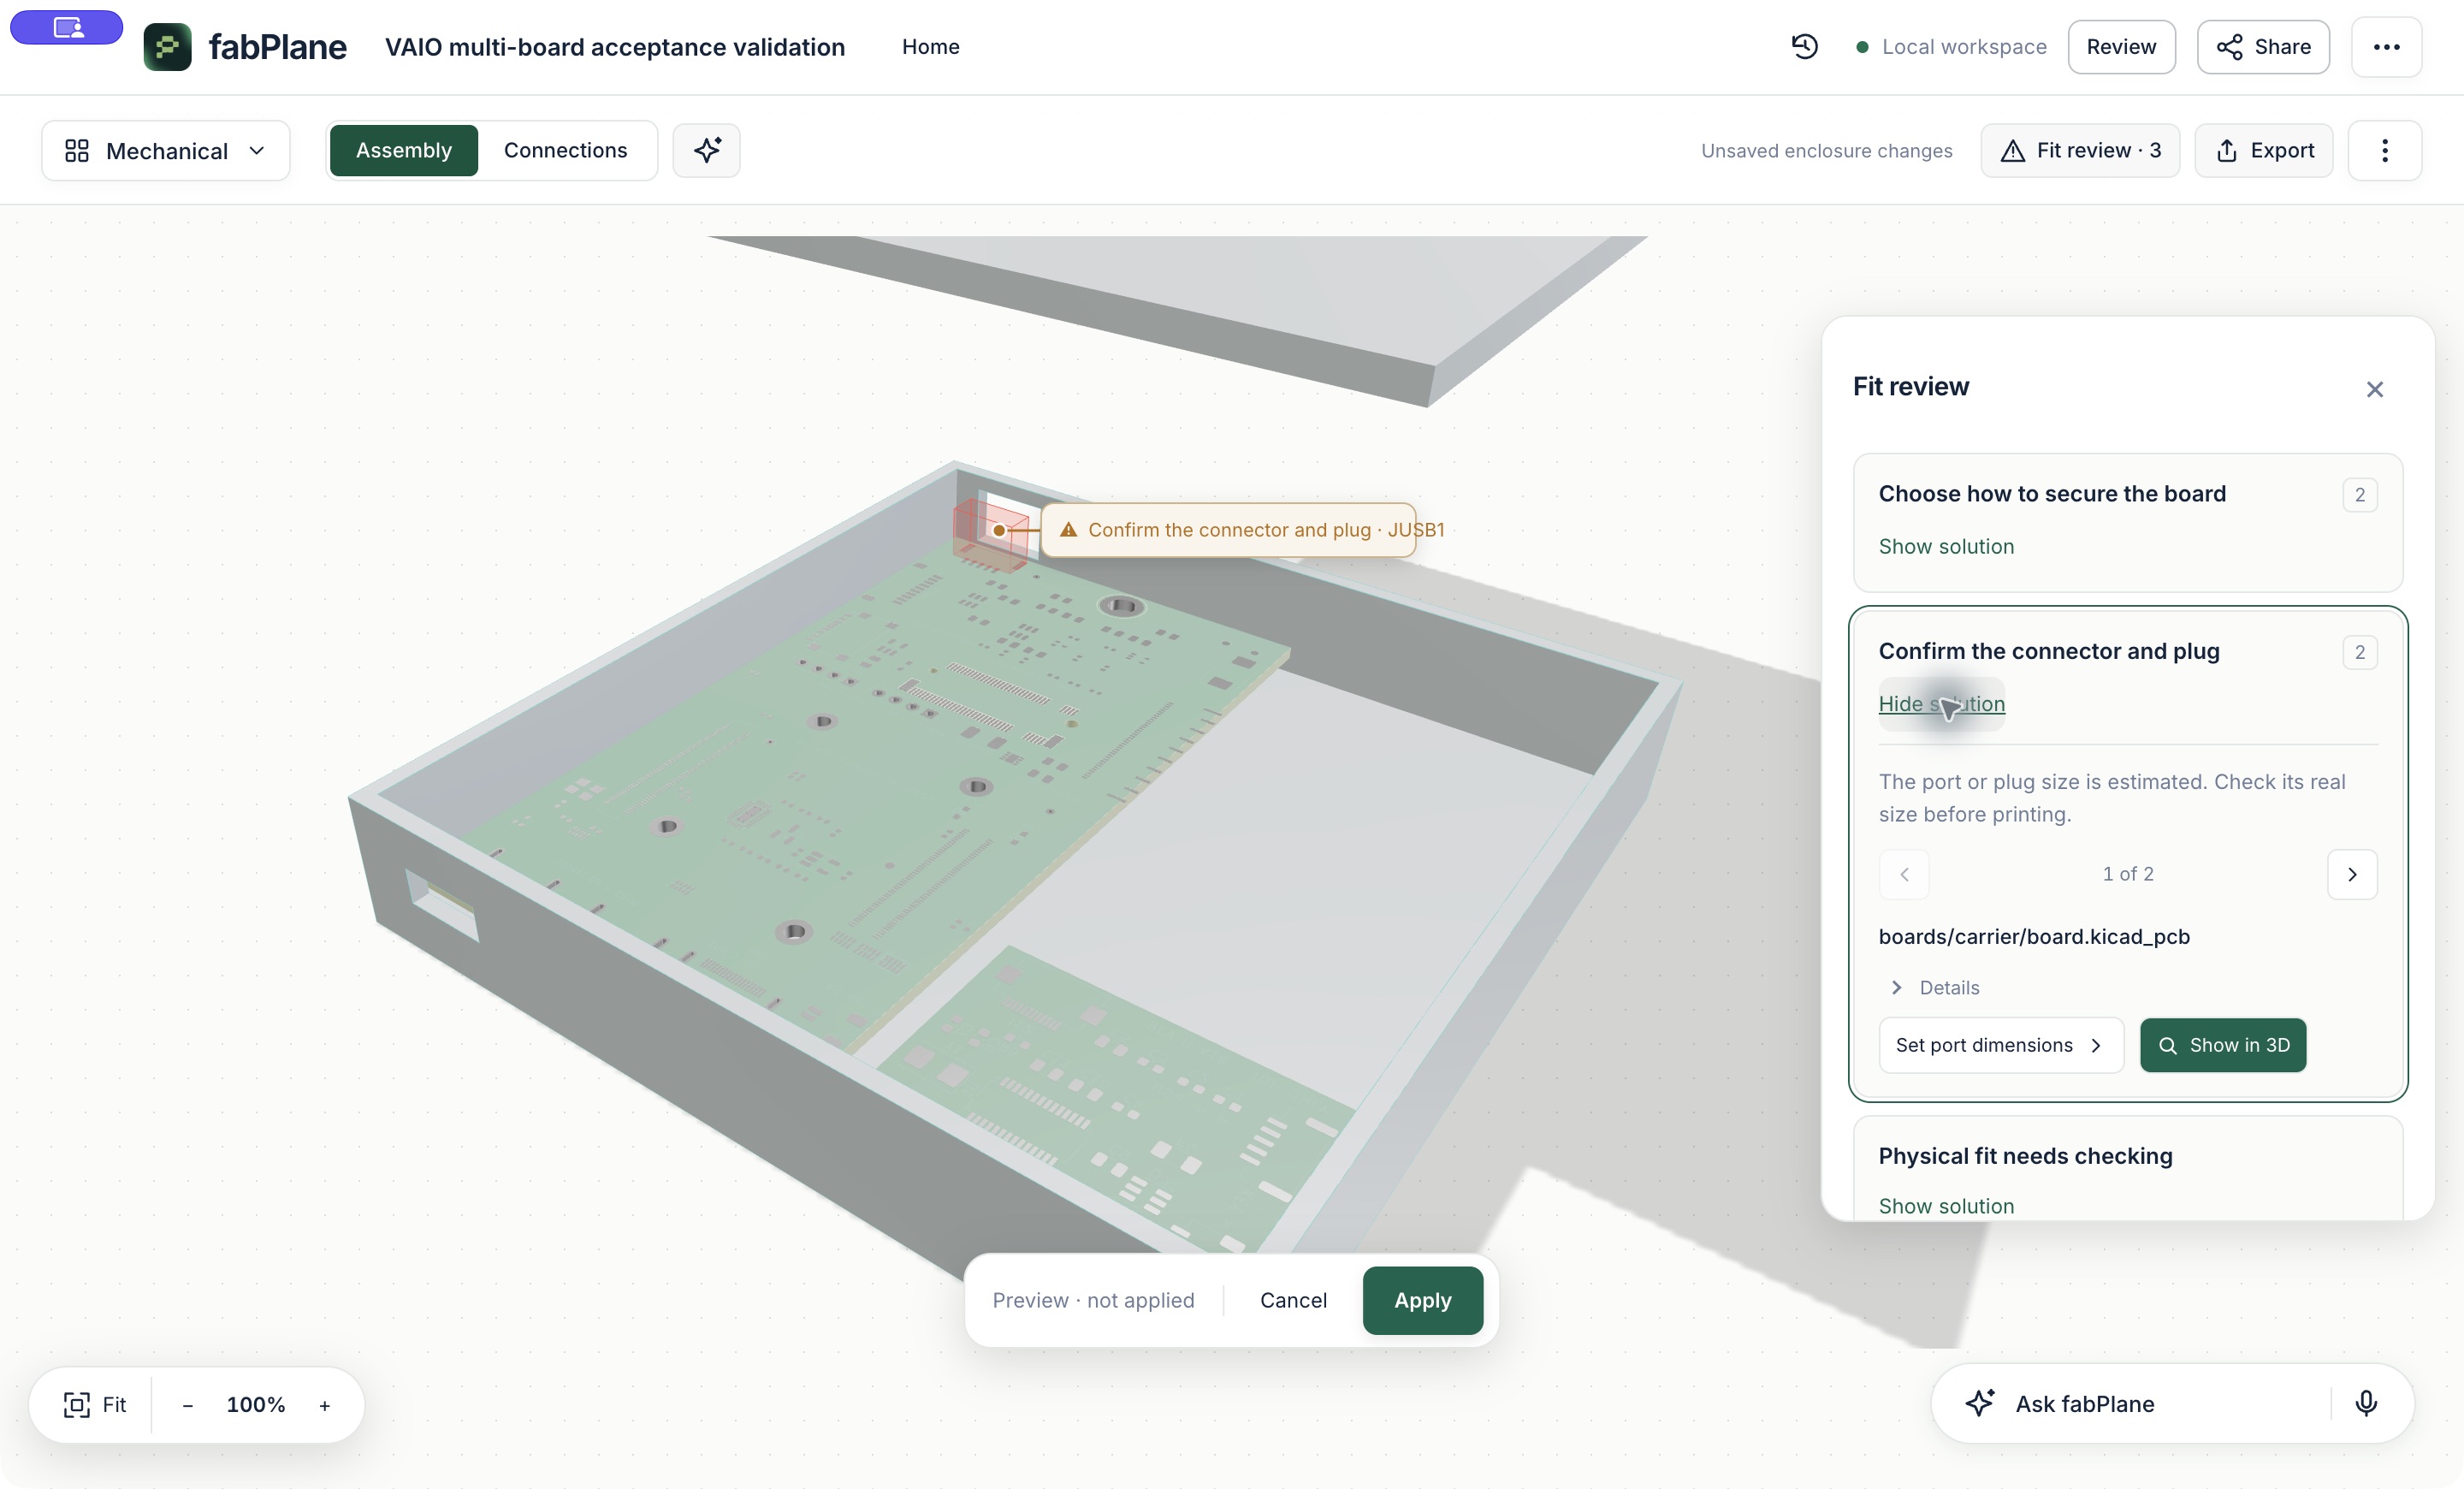 fabPlane
VAIO multi-board acceptance validation
Home
Local workspace
Review
Share
Mechanical
Assembly
Connections
Unsaved enclosure changes
Fit review · 3
Export
Confirm the connector and plug · JUSB1
Fit review
Choose how to secure the board
2
Show solution
Confirm the connector and plug
2
Hide solution
The port or plug size is estimated. Check its real
size before printing.
1 of 2
boards/carrier/board.kicad_pcb
Details
Set port dimensions
Show in 3D
Physical fit needs checking
Show solution
Preview · not applied
Cancel
Apply
Fit
− 100% +
Ask fabPlane